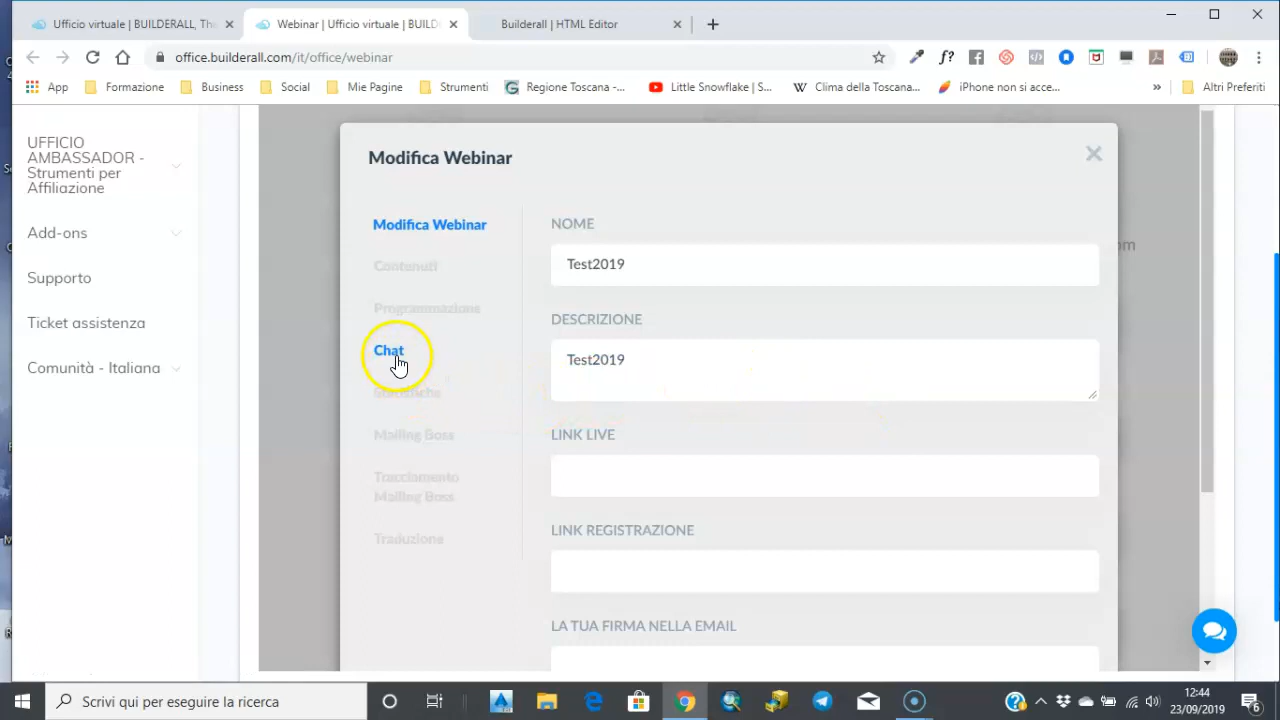 Ufficio virtuale | BUILDERALL, Th
Webinar | Ufficio virtuale | BUILD
Builderall | HTML Editor
office.builderall.com/it/office/webinar
f?
App
Formazione
Business
Social
Mie Pagine
Strumenti
Regione Toscana -...
Little Snowflake | S...
Clima della Toscana...
iPhone non si acce...
»
Altri Preferiti
UFFICIO
AMBASSADOR -
Strumenti per
Affiliazione
Add-ons
Supporto
Ticket assistenza
Comunità - Italiana
Modifica Webinar
Modifica Webinar
Contenuti
Programmazione
Chat
Statistiche
Mailing Boss
Tracciamento
Mailing Boss
Traduzione
NOME
Test2019
DESCRIZIONE
Test2019
LINK LIVE
LINK REGISTRAZIONE
LA TUA FIRMA NELLA EMAIL
om
Scrivi qui per eseguire la ricerca
12:44
23/09/2019
6